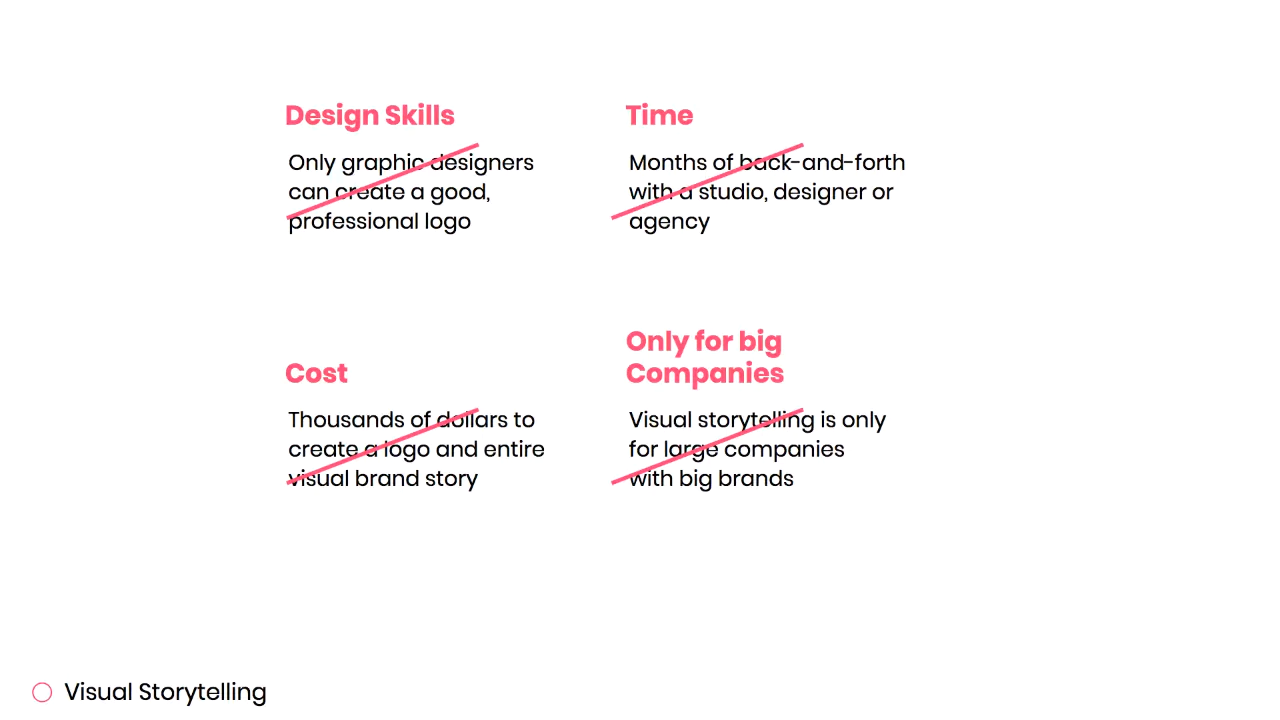 Design Skills
Only graphic designers
can create a good,
professional logo
Time
Months of back-and-forth
with a studio, designer or
agency
Cost
Thousands of dollars to
create a logo and entire
visual brand story
Only for big
Companies
Visual storytelling is only
for large companies
with big brands
Visual Storytelling